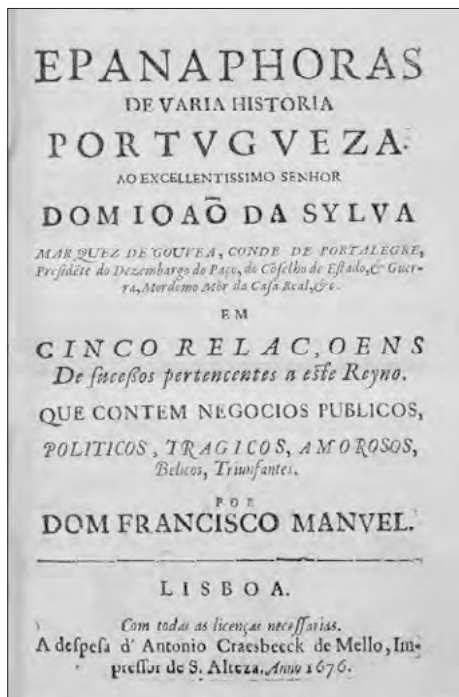 EPANAPHORAS
DE VARIA HISTORIA
PORTVGVEZA.
AO EXCELLENTISSIMO SENHOR
DOM IOAÕ DA SYLVA
MARQUEZ DE GOUVEA, CONDE DE PORTALEGRE,
Preſidẽte do Dezembargo do Paço, do Cõſelho de Eſtado, & Guer-
ra, Mordomo Mòr da Caſa Real, &c.
EM
CINCO RELAC,OENS
De ſuceßos pertencentes a eſte Reyno.
QUE CONTEM NEGOCIOS PUBLICOS,
POLITICOS, TRAGICOS, AMOROSOS,
Belicos, Triunfantes.
POR
DOM FRANCISCO MANVEL.
LISBOA.
Com todas as licenças neceſſarias.
A deſpeſa d' Antonio Craesbeeck de Mello, Im-
preſſor de S. Alteza. Anno 1676.